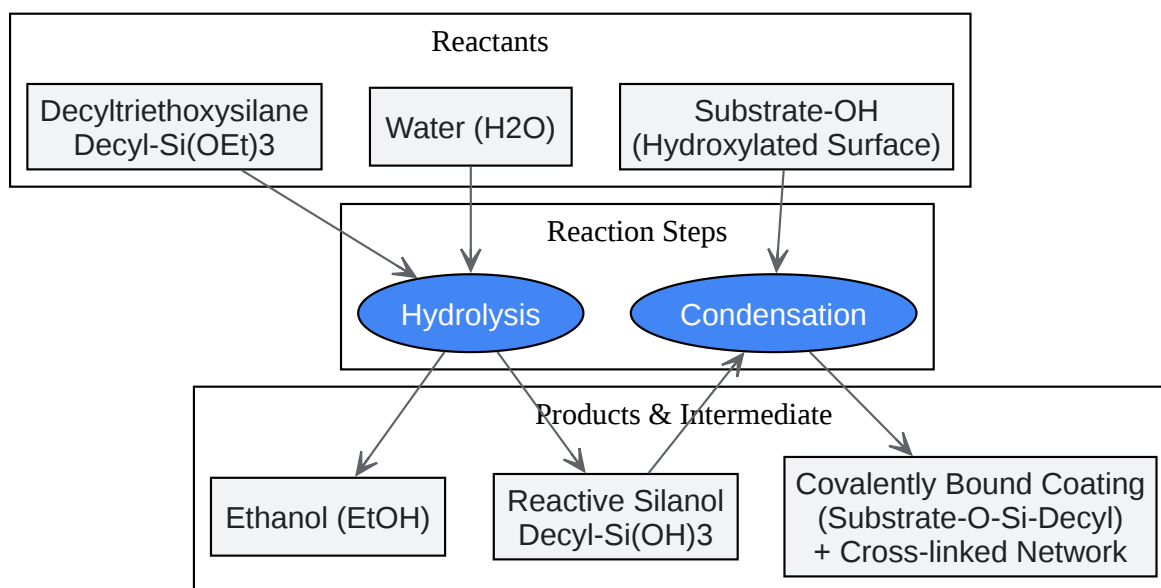 Reactants
Decyltriethoxysilane
Decyl-Si(OEt)3
Water (H2O)
Substrate-OH
(Hydroxylated Surface)
Reaction Steps
Hydrolysis
Condensation
Products & Intermediate
Ethanol (EtOH)
Reactive Silanol
Decyl-Si(OH)3
Covalently Bound Coating
(Substrate-O-Si-Decyl)
+ Cross-linked Network